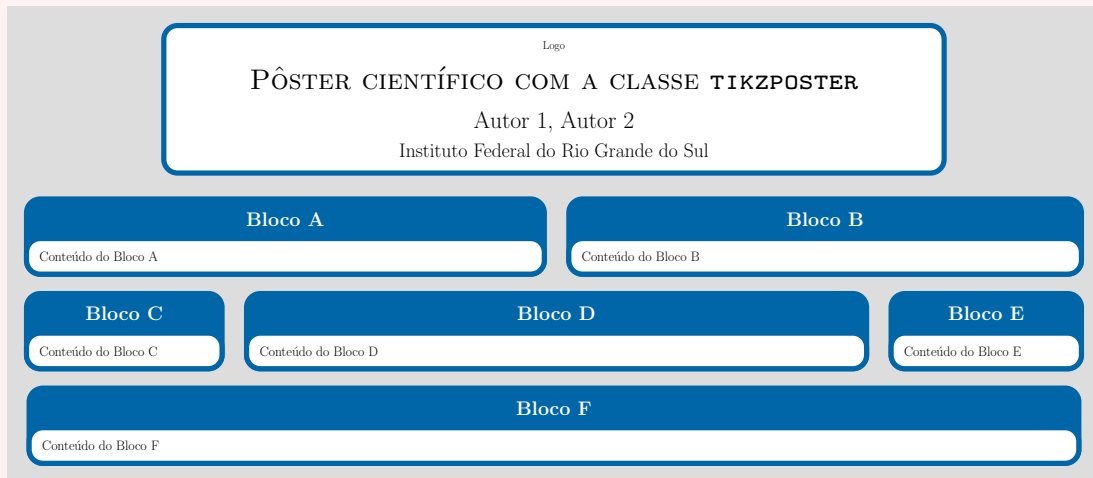 Logo
Pôster científico com a classe tikzposter
Autor 1, Autor 2
Instituto Federal do Rio Grande do Sul
Bloco A
Conteúdo do Bloco A
Bloco B
Conteúdo do Bloco B
Bloco C
Conteúdo do Bloco C
Bloco D
Conteúdo do Bloco D
Bloco E
Conteúdo do Bloco E
Bloco F
Conteúdo do Bloco F